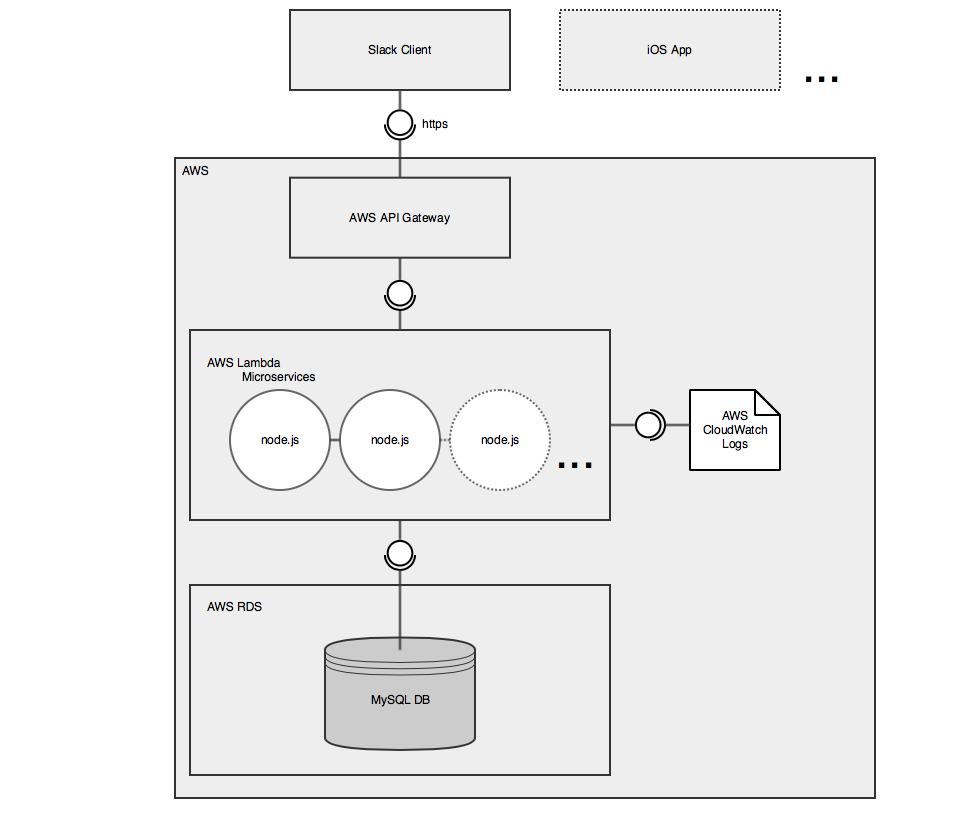 Slack Client
iOS App
...
https
AWS
AWS API Gateway
AWS Lambda
Microservices
node.js
node.js
node.js
...
AWS
CloudWatch
Logs
AWS RDS
MySQL DB